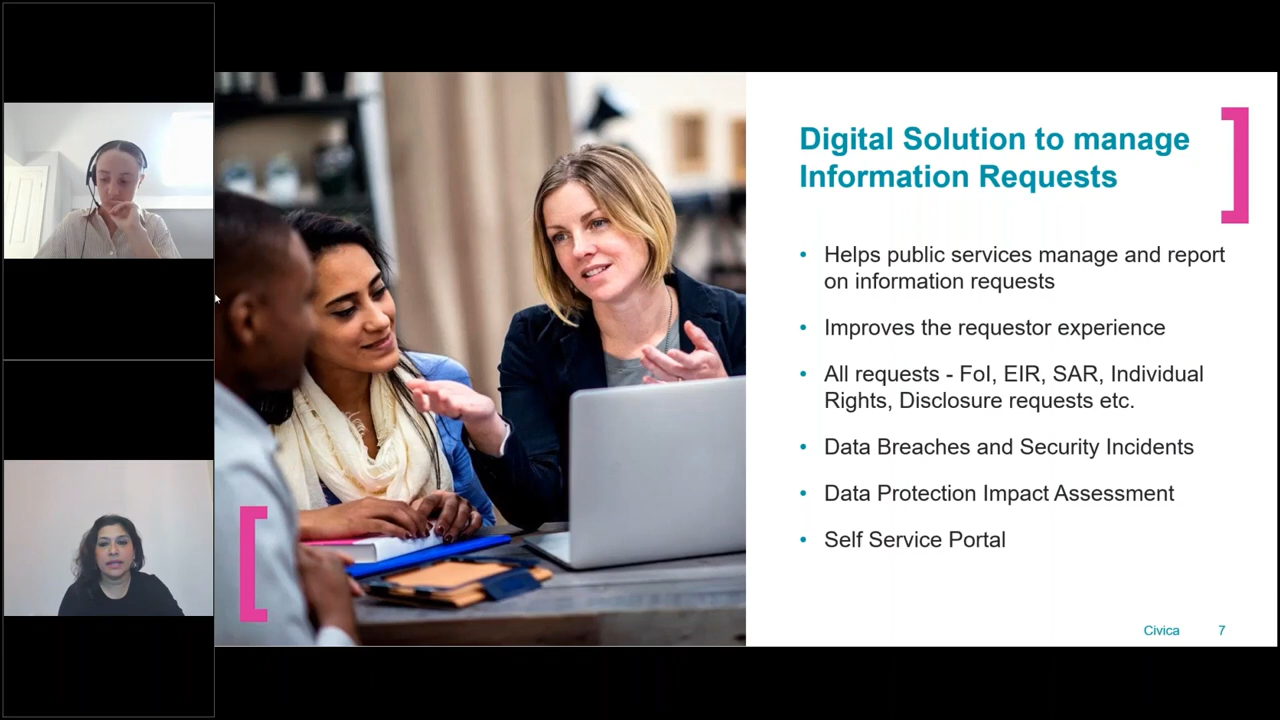 Digital Solution to manage
Information Requests
• Helps public services manage and report
on information requests
• Improves the requestor experience
• All requests - FoI, EIR, SAR, Individual
Rights, Disclosure requests etc.
• Data Breaches and Security Incidents
• Data Protection Impact Assessment
• Self Service Portal
Civica 7